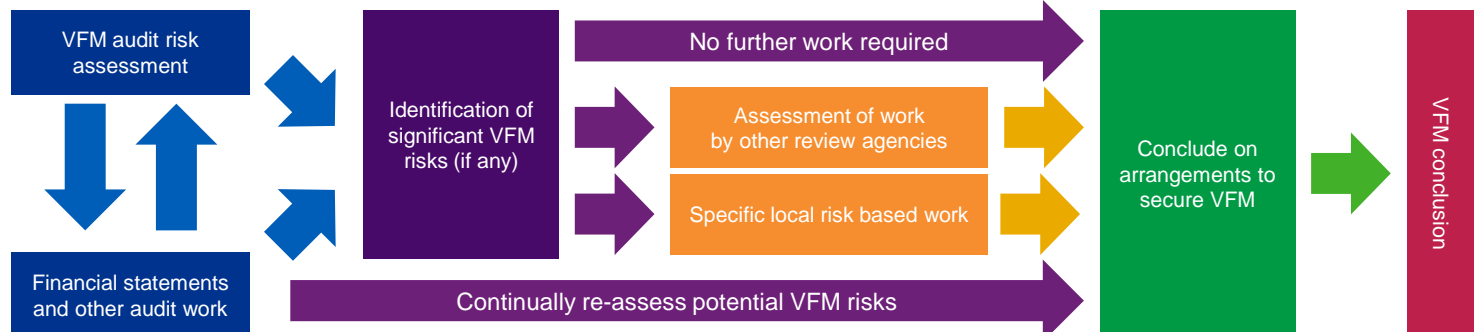 VFM audit risk
assessment
Financial statements
and other audit work
Identification of
significant VFM
risks (if any)
No further work required
Assessment of work
by other review agencies
Specific local risk based work
Continually re-assess potential VFM risks
Conclude on
arrangements to
secure VFM
VFM conclusion